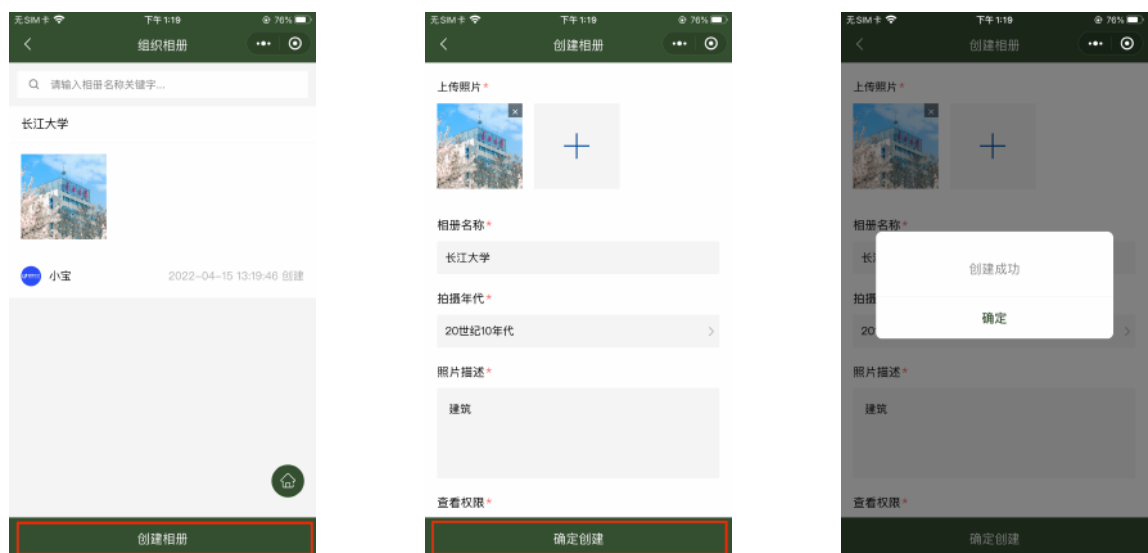 无SIM卡 下午1:19 76%
组织相册
请输入相册名称关键字...
长江大学
小宝 2022-04-15 13:19:46 创建
创建相册
无SIM卡 下午1:19 76%
创建相册
上传照片*
相册名称*
长江大学
拍摄年代*
20世纪10年代
照片描述*
建筑
查看权限*
确定创建
无SIM卡 下午1:19 76%
创建相册
上传照片*
相册名称*
创建成功
拍摄
20
确定
照片描述*
建筑
查看权限*
确定创建